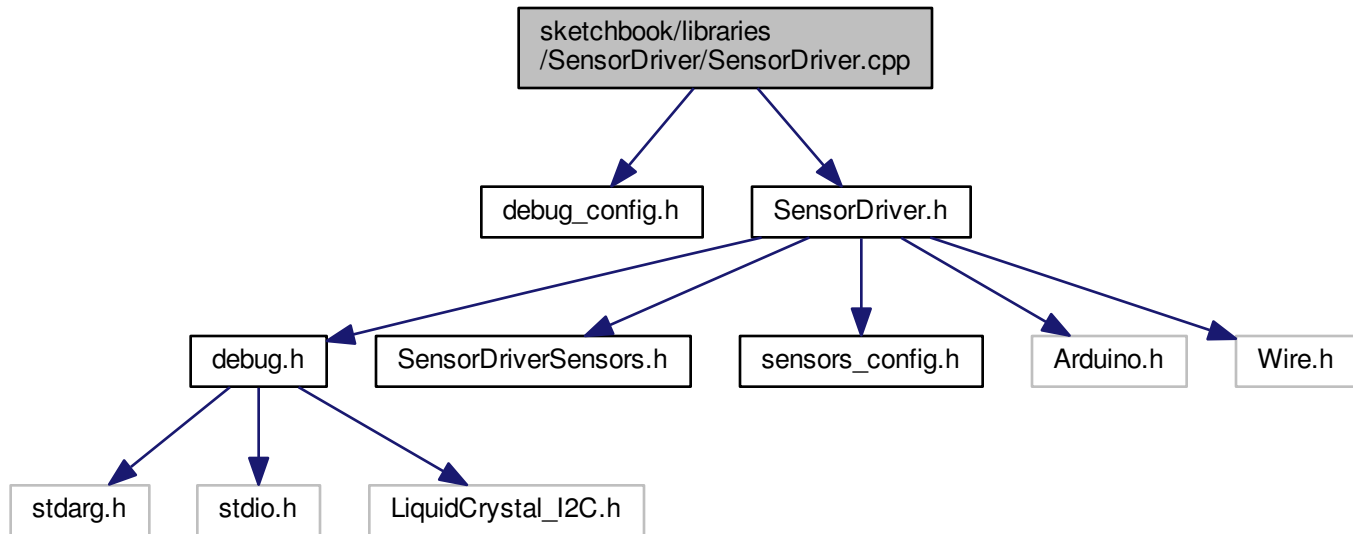 sketchbook/libraries
/SensorDriver/SensorDriver.cpp
debug_config.h
SensorDriver.h
debug.h
SensorDriverSensors.h
sensors_config.h
Arduino.h
Wire.h
stdarg.h
stdio.h
LiquidCrystal_I2C.h